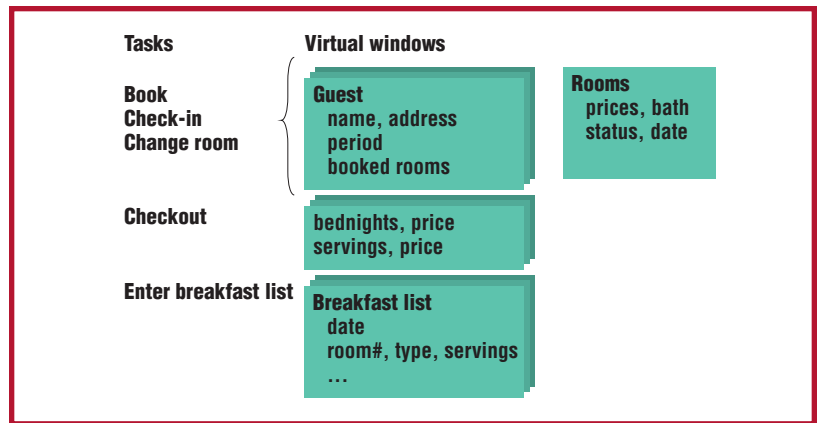 Tasks
Virtual windows
Book
Check-in
Change room
Guest
name, address
period
booked rooms
Rooms
prices, bath
status, date
Checkout
bednights, price
servings, price
Enter breakfast list
Breakfast list
date
room#, type, servings
...